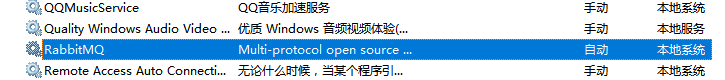 QQMusicService QQ音乐加速服务 手动 本地系统
Quality Windows Audio Video ... 优质 Windows 音频视频体验(... 手动 本地服务
RabbitMQ Multi-protocol open source ... 自动 本地系统
Remote Access Auto Connecti... 无论什么时候，当某个程序引... 手动 本地系统